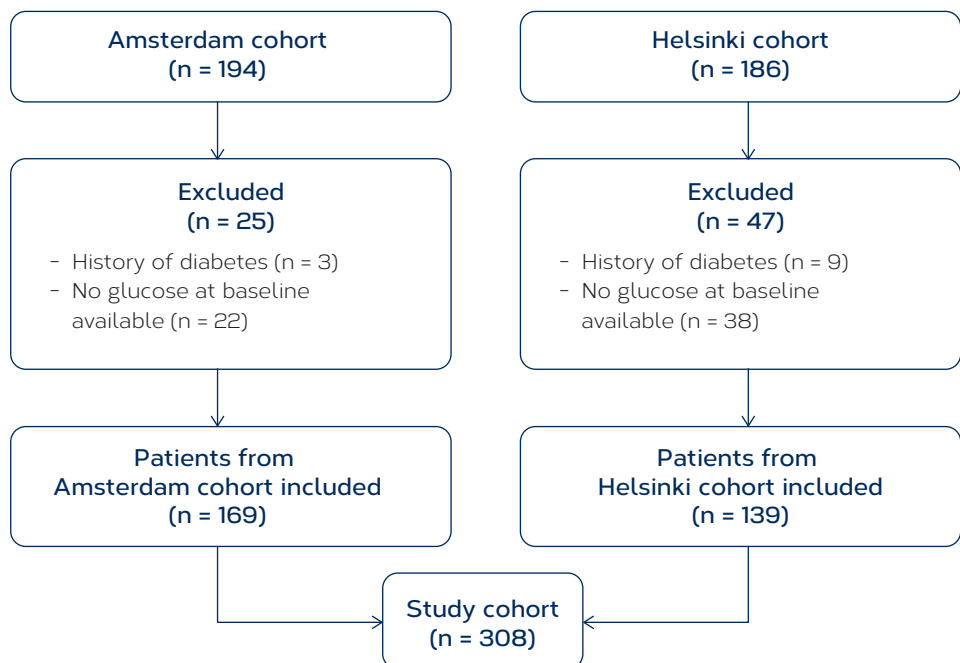 Amsterdam cohort
(n = 194)
Helsinki cohort
(n = 186)
Excluded
(n = 25)
- History of diabetes (n = 3)
- No glucose at baseline
available (n = 22)
Excluded
(n = 47)
- History of diabetes (n = 9)
- No glucose at baseline
available (n = 38)
Patients from
Amsterdam cohort included
(n = 169)
Patients from
Helsinki cohort included
(n = 139)
Study cohort
(n = 308)